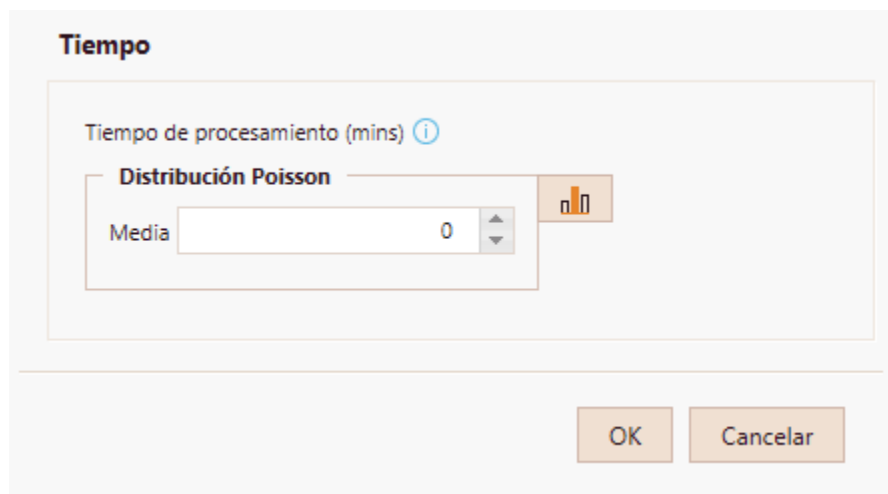 Tiempo
Tiempo de procesamiento (mins)
Distribución Poisson
Media 0
OK Cancelar